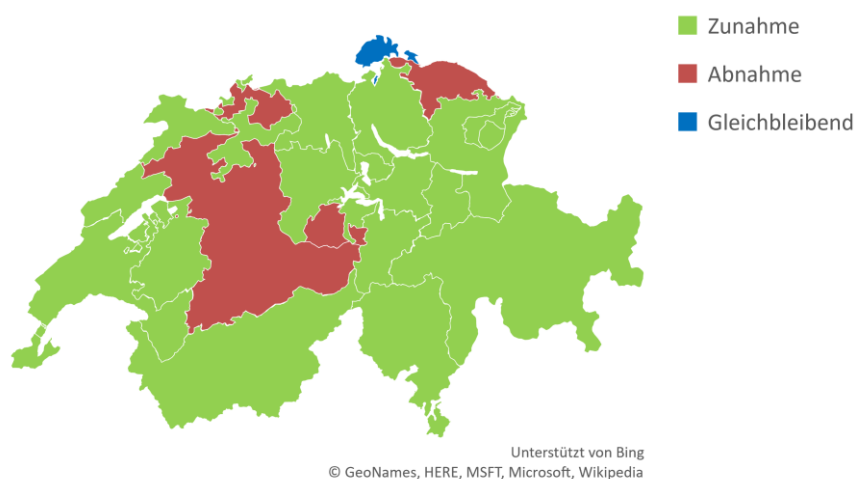 Zunahme
Abnahme
Gleichbleibend
Unterstützt von Bing
© GeoNames, HERE, MSFT, Microsoft, Wikipedia